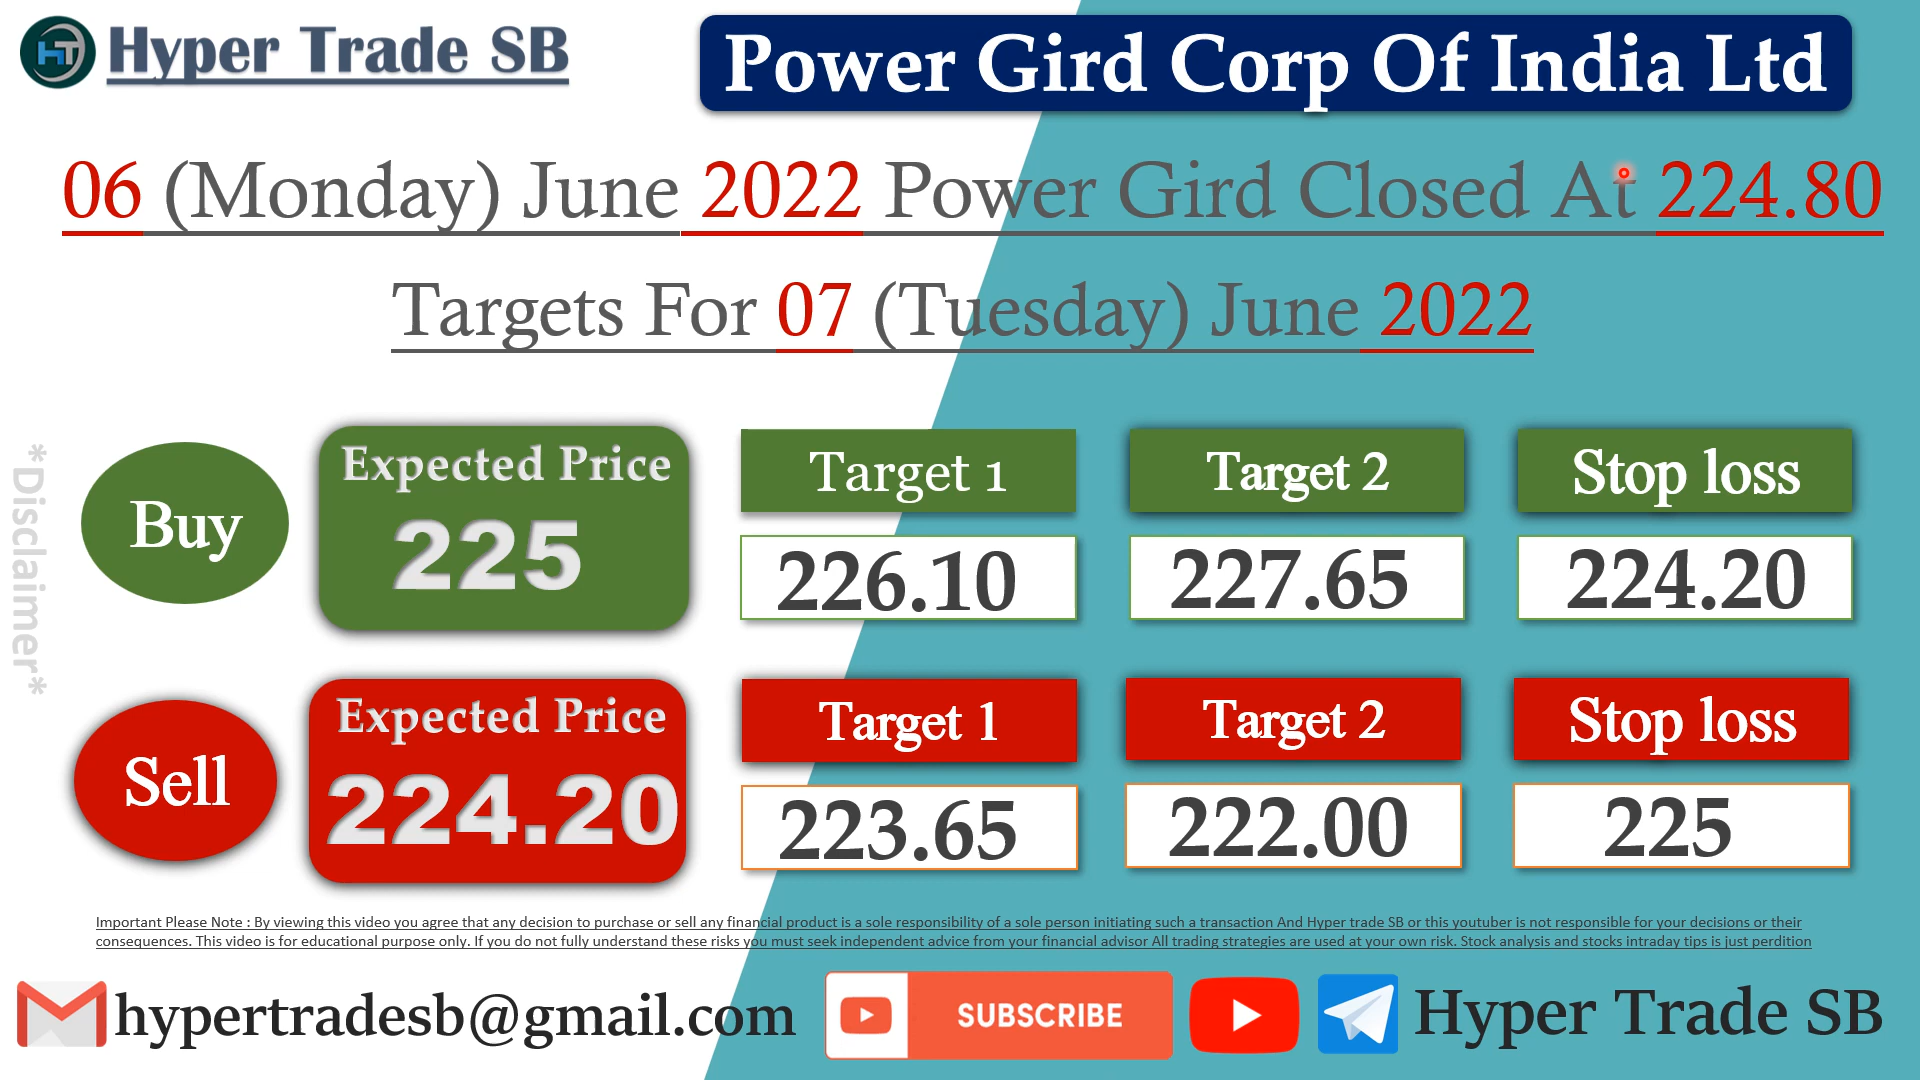 HT Hyper Trade SB
Power Gird Corp Of India Ltd
06 (Monday) June 2022 Power Gird Closed At 224.80
Targets For 07 (Tuesday) June 2022
*Disclaimer*
Buy
Expected Price
225
Target 1
Target 2
Stop loss
226.10
227.65
224.20
Sell
Expected Price
224.20
Target 1
Target 2
Stop loss
223.65
222.00
225
Important Please Note : By viewing this video you agree that any decision to purchase or sell any financial product is a sole responsibility of a sole person initiating such a transaction And Hyper trade SB or this youtuber is not responsible for your decisions or their
consequences. This video is for educational purpose only. If you do not fully understand these risks you must seek independent advice from your financial advisor All trading strategies are used at your own risk. Stock analysis and stocks intraday tips is just perdition
hypertradesb@gmail.com
SUBSCRIBE
Hyper Trade SB